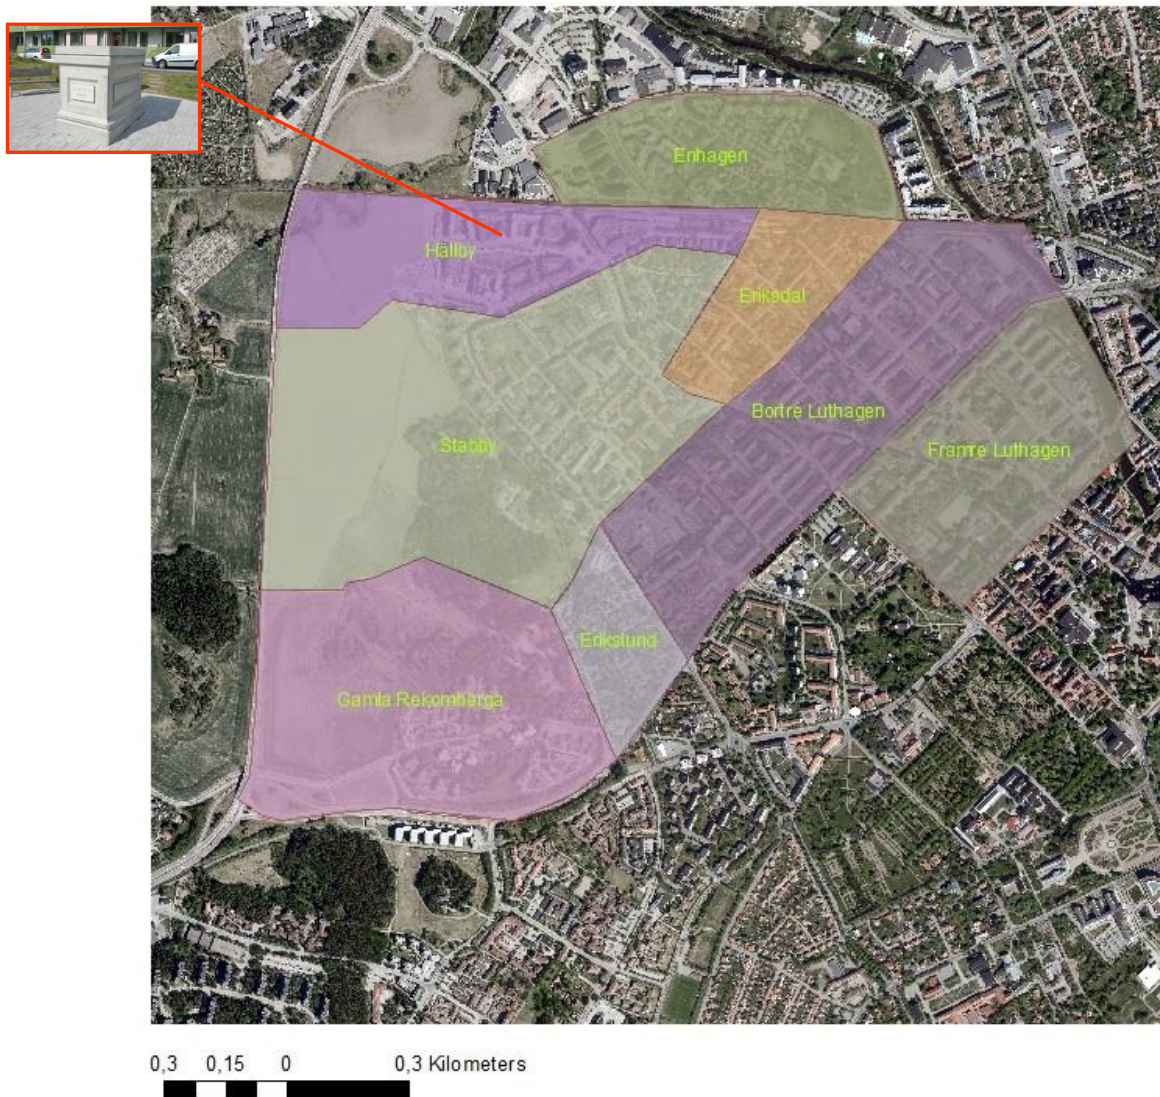 Enhagen
Hällby
Eriksdal
Bortre Luthagen
Stabby
Framre Luthagen
Erikslund
Gamla Rekomberga
0,3 0,15 0 0,3 Kilometers